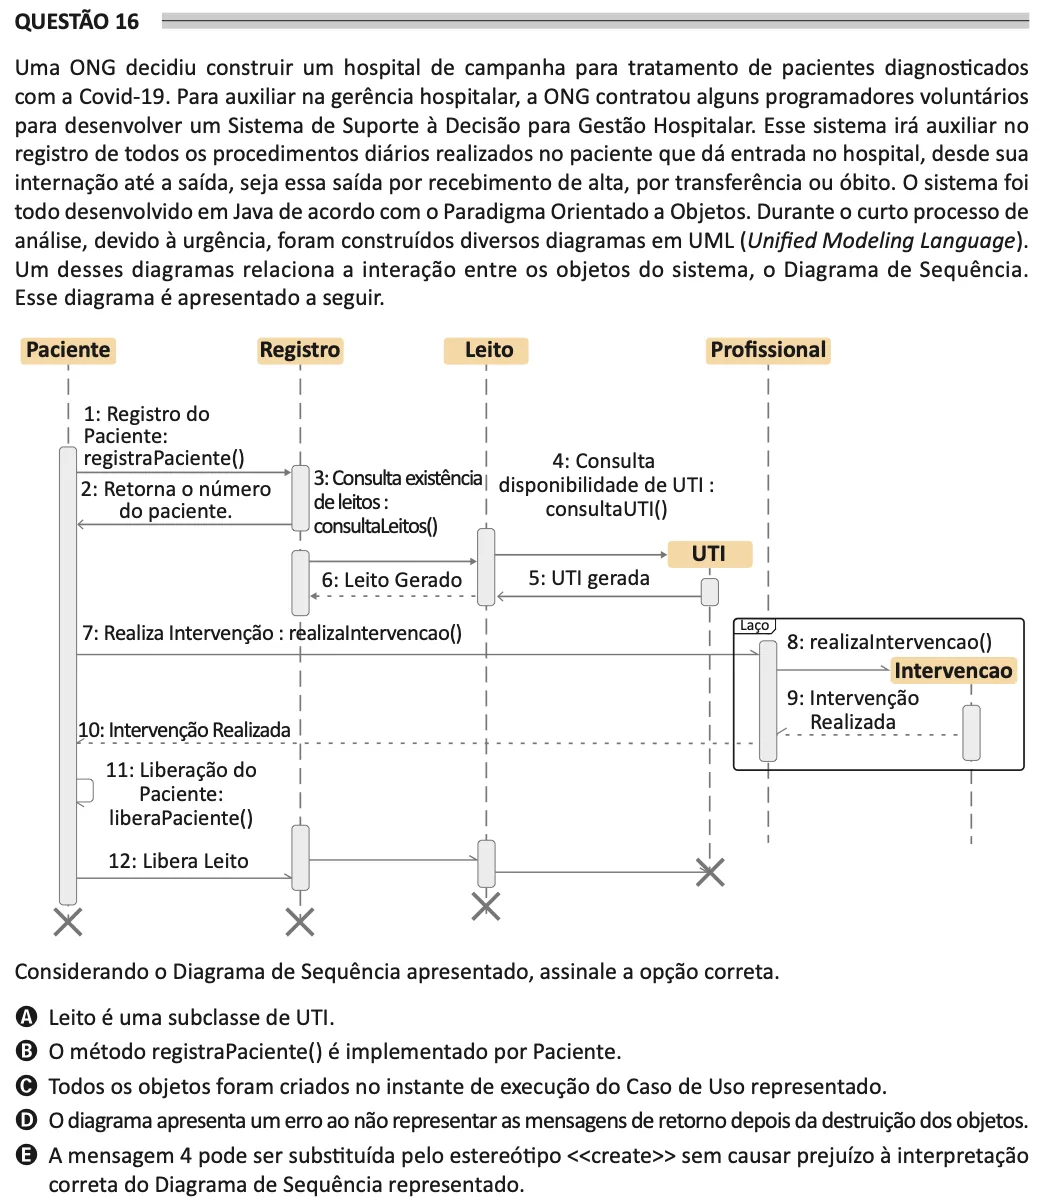 QUESTÃO 16
Uma ONG decidiu construir um hospital de campanha para tratamento de pacientes diagnosticados
com a Covid-19. Para auxiliar na gerência hospitalar, a ONG contratou alguns programadores voluntários
para desenvolver um Sistema de Suporte à Decisão para Gestão Hospitalar. Esse sistema irá auxiliar no
registro de todos os procedimentos diários realizados no paciente que dá entrada no hospital, desde sua
internação até a saída, seja essa saída por recebimento de alta, por transferência ou óbito. O sistema foi
todo desenvolvido em Java de acordo com o Paradigma Orientado a Objetos. Durante o curto processo de
análise, devido à urgência, foram construídos diversos diagramas em UML (Unified Modeling Language).
Um desses diagramas relaciona a interação entre os objetos do sistema, o Diagrama de Sequência.
Esse diagrama é apresentado a seguir.
Paciente
Registro
Leito
Profissional
1: Registro do
Paciente:
registraPaciente()
2: Retorna o número
do paciente.
3: Consulta existência
de leitos :
consultaLeitos()
4: Consulta
disponibilidade de UTI :
consultaUTI()
UTI
5: UTI gerada
6: Leito Gerado
7: Realiza Intervenção : realizaIntervencao()
Laço
8: realizaIntervencao()
Intervencao
9: Intervenção
Realizada
10: Intervenção Realizada
11: Liberação do
Paciente:
liberaPaciente()
12: Libera Leito
Considerando o Diagrama de Sequência apresentado, assinale a opção correta.
A Leito é uma subclasse de UTI.
B O método registraPaciente() é implementado por Paciente.
C Todos os objetos foram criados no instante de execução do Caso de Uso representado.
D O diagrama apresenta um erro ao não representar as mensagens de retorno depois da destruição dos objetos.
E A mensagem 4 pode ser substituída pelo estereótipo <<create>> sem causar prejuízo à interpretação
correta do Diagrama de Sequência representado.